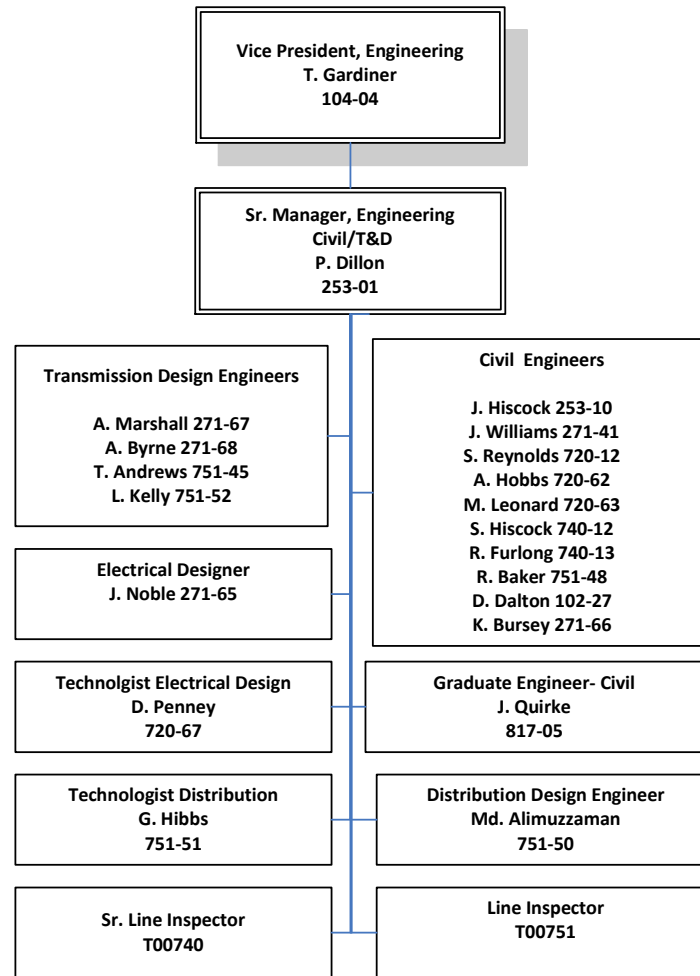 Vice President, Engineering
T. Gardiner
104-04
Sr. Manager, Engineering
Civil/T&D
P. Dillon
253-01
Transmission Design Engineers
A. Marshall 271-67
A. Byrne 271-68
T. Andrews 751-45
L. Kelly 751-52
Civil Engineers
J. Hiscock 253-10
J. Williams 271-41
S. Reynolds 720-12
A. Hobbs 720-62
M. Leonard 720-63
S. Hiscock 740-12
R. Furlong 740-13
R. Baker 751-48
D. Dalton 102-27
K. Bursey 271-66
Electrical Designer
J. Noble 271-65
Technolgist Electrical Design
D. Penney
720-67
Graduate Engineer- Civil
J. Quirke
817-05
Technologist Distribution
G. Hibbs
751-51
Distribution Design Engineer
Md. Alimuzzaman
751-50
Sr. Line Inspector
T00740
Line Inspector
T00751